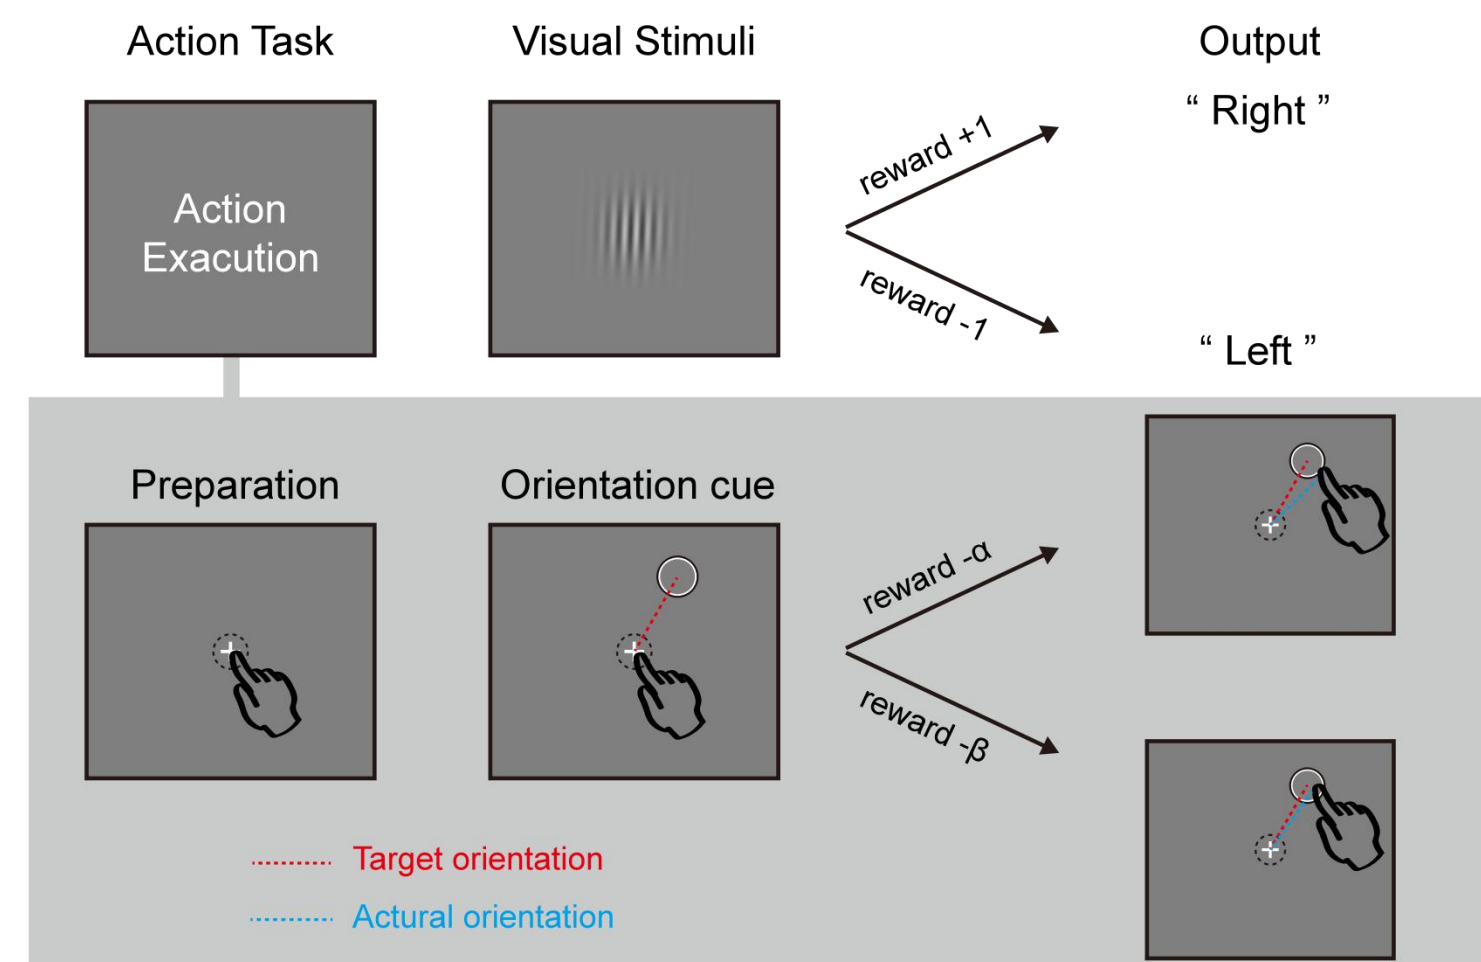 Action Task
Visual Stimuli
Output
Action
Exacution
reward +1
“ Right ”
reward -1
“ Left ”
Preparation
Orientation cue
reward -α
reward -β
Target orientation
Actural orientation